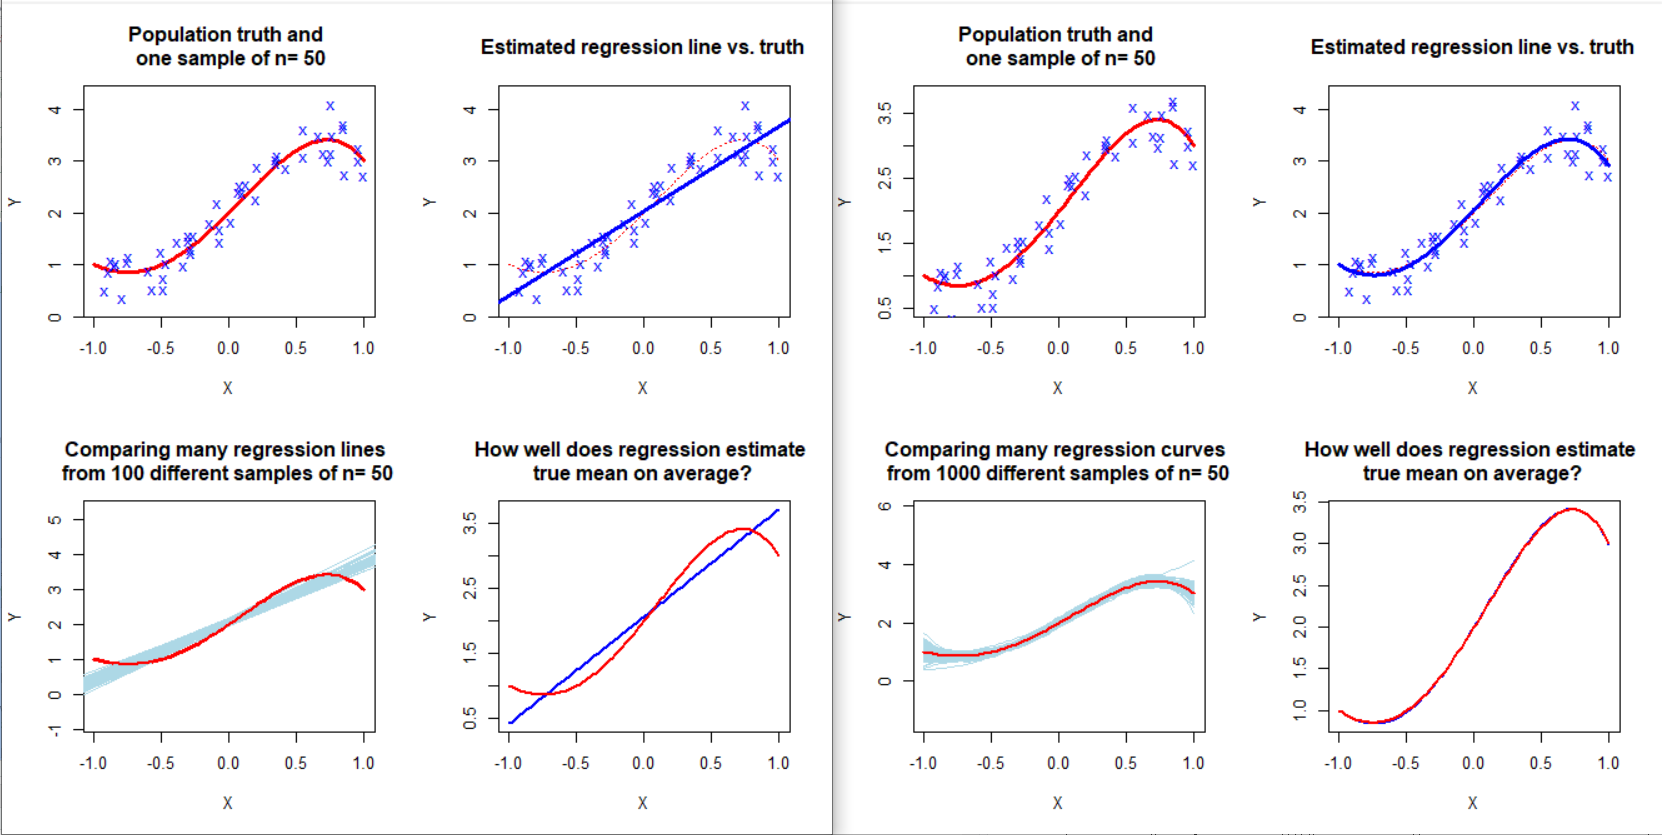 Population truth and
one sample of n= 50
Y
4
3
2
1
0
-1.0 -0.5 0.0 0.5 1.0
X
Estimated regression line vs. truth
Y
4
3
2
1
0
-1.0 -0.5 0.0 0.5 1.0
X
Population truth and
one sample of n= 50
Y
3.5
2.5
1.5
0.5
-1.0 -0.5 0.0 0.5 1.0
X
Estimated regression line vs. truth
Y
4
3
2
1
0
-1.0 -0.5 0.0 0.5 1.0
X
Comparing many regression lines
from 100 different samples of n= 50
Y
5
4
3
2
1
0
-1
-1.0 -0.5 0.0 0.5 1.0
X
How well does regression estimate
true mean on average?
Y
3.5
2.5
1.5
0.5
-1.0 -0.5 0.0 0.5 1.0
X
Comparing many regression curves
from 1000 different samples of n= 50
Y
6
4
2
0
-1.0 -0.5 0.0 0.5 1.0
X
How well does regression estimate
true mean on average?
Y
3.5
3.0
2.5
2.0
1.5
1.0
-1.0 -0.5 0.0 0.5 1.0
X